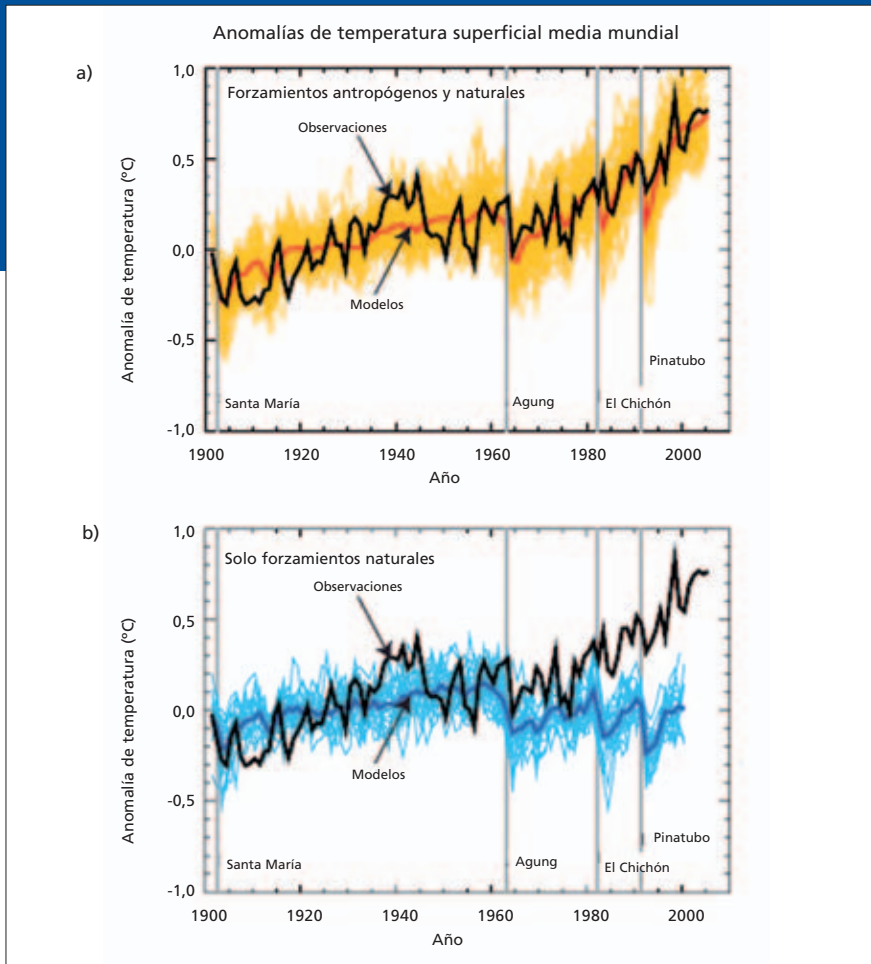 Anomalías de temperatura superficial media mundial
a)
1,0
0,5
0,0
-0,5
-1,0
Anomalía de temperatura (°C)
Forzamientos antropógenos y naturales
Observaciones
Modelos
Santa María
Agung
El Chichón
Pinatubo
1900 1920 1940 1960 1980 2000
Año
b)
1,0
0,5
0,0
-0,5
-1,0
Anomalía de temperatura (°C)
Solo forzamientos naturales
Observaciones
Modelos
Santa María
Agung
El Chichón
Pinatubo
1900 1920 1940 1960 1980 2000
Año